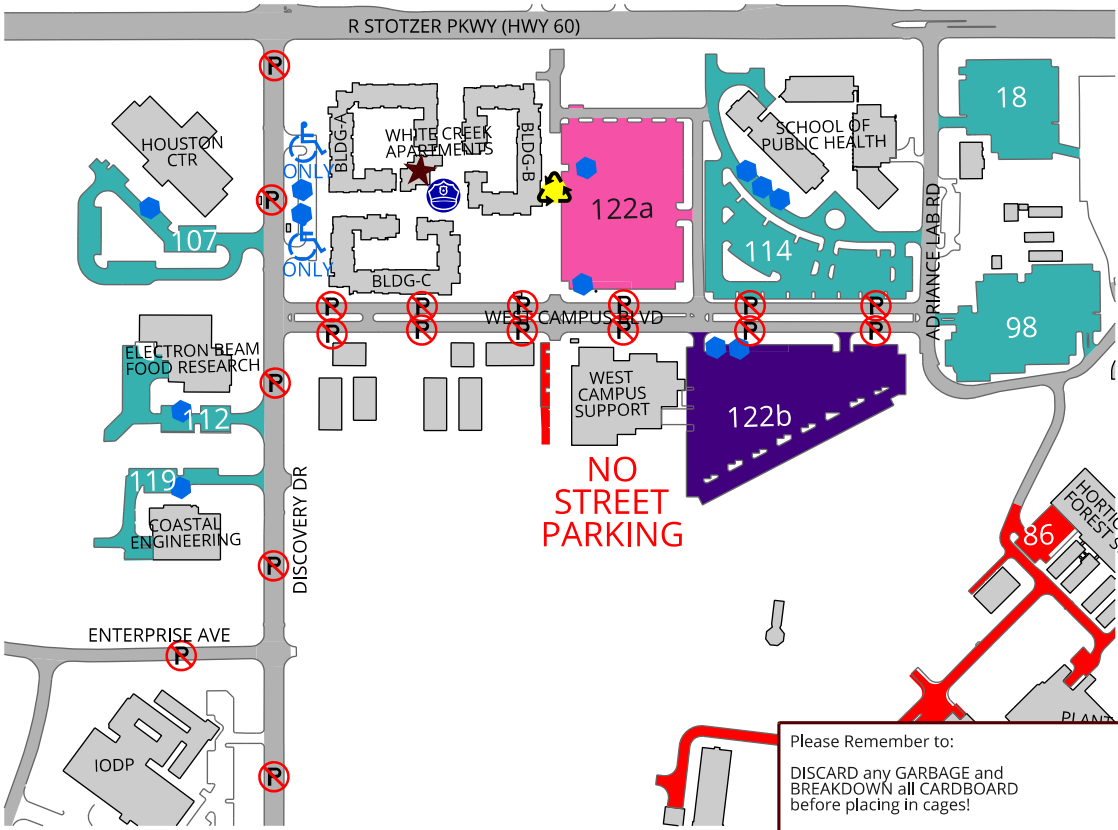 R STOTZER PKWY (HWY 60)
P
18
BLDG-A
WHITE CREEK
APARTMENTS
BLDG-B
SCHOOL OF
PUBLIC HEALTH
HOUSTON
CTR
ONLY
P
122a
ADRIANCE LAB RD
107
114
ONLY
BLDG-C
P
P
P
P
P
P
WEST CAMPUS BLVD
98
P
P
P
P
P
P
ELECTRON BEAM
FOOD RESEARCH
P
WEST
CAMPUS
SUPPORT
112
122b
119
NO
STREET
PARKING
DISCOVERY DR
COASTAL
ENGINEERING
86
FOREST S
P
ENTERPRISE AVE
P
IODP
P
PLANT
Please Remember to:
DISCARD any GARBAGE and
BREAKDOWN all CARDBOARD
before placing in cages!